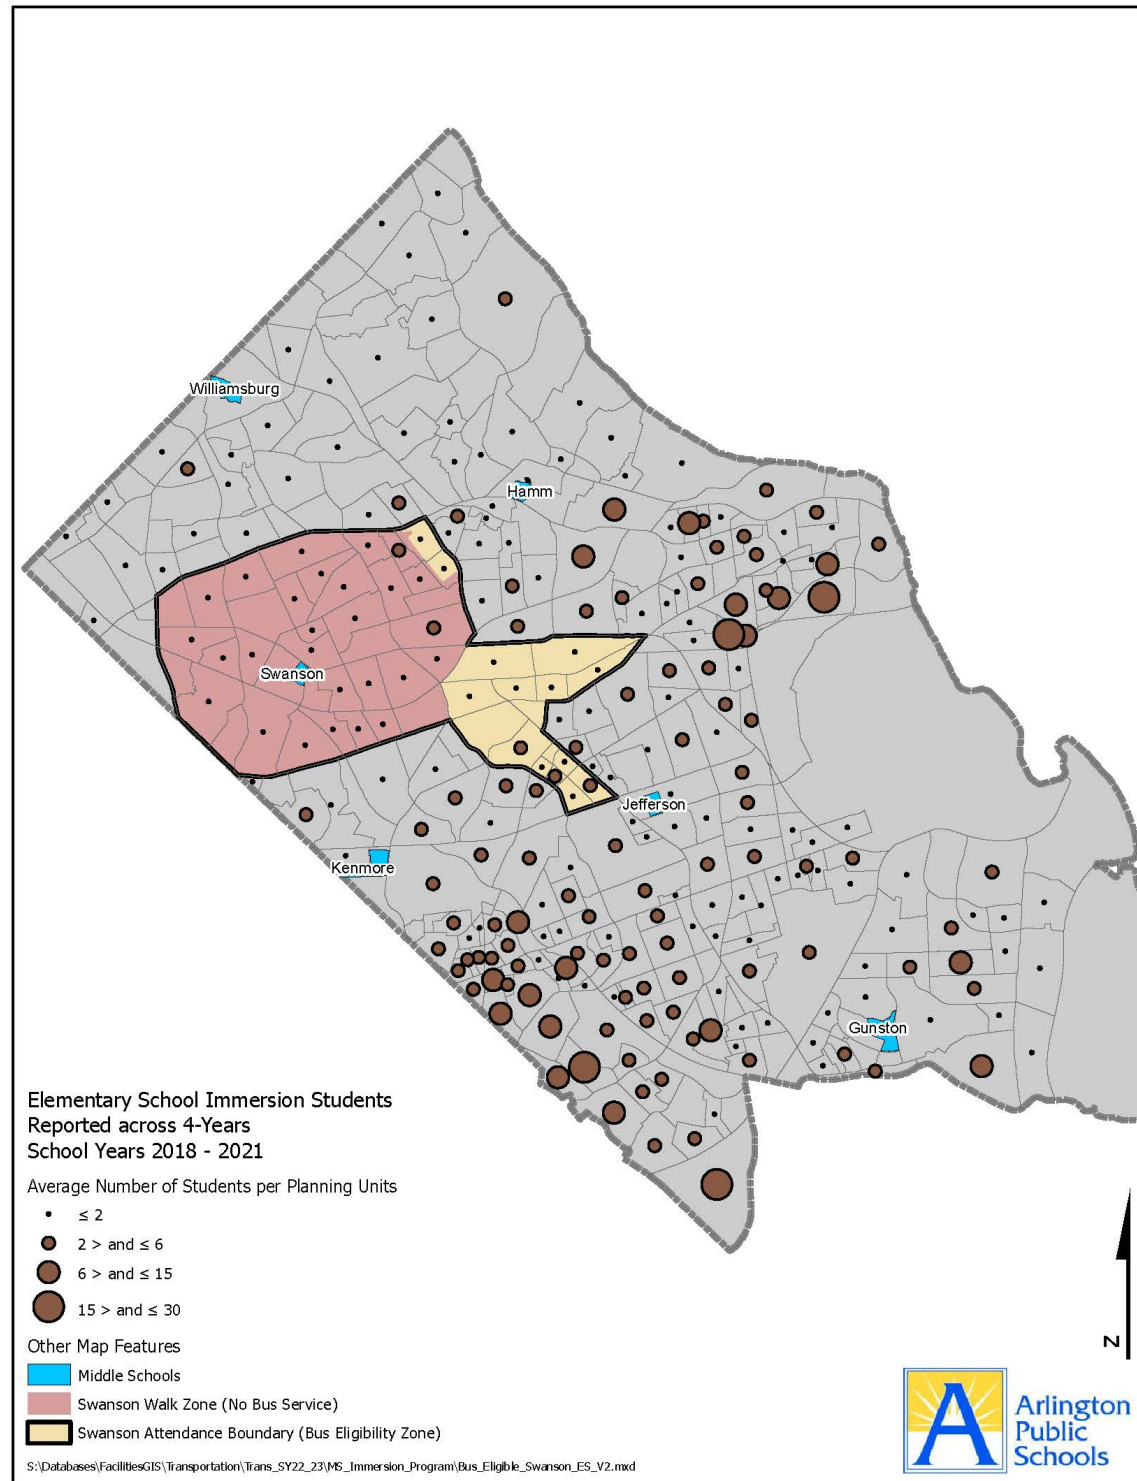 Williamsburg
Hamm
Swanson
Jefferson
Kenmore
Gunston
Elementary School Immersion Students
Reported across 4-Years
School Years 2018 - 2021
Average Number of Students per Planning Units
≤ 2
2 > and ≤ 6
6 > and ≤ 15
15 > and ≤ 30
Other Map Features
Middle Schools
Swanson Walk Zone (No Bus Service)
Swanson Attendance Boundary (Bus Eligibility Zone)
S:\Databases\FacilitiesGIS\Transportation\Trans_SY22_23\MS_Immersion_Program\Bus_Eligible_Swanson_ES_V2.mxd
N
A
Arlington
Public
Schools